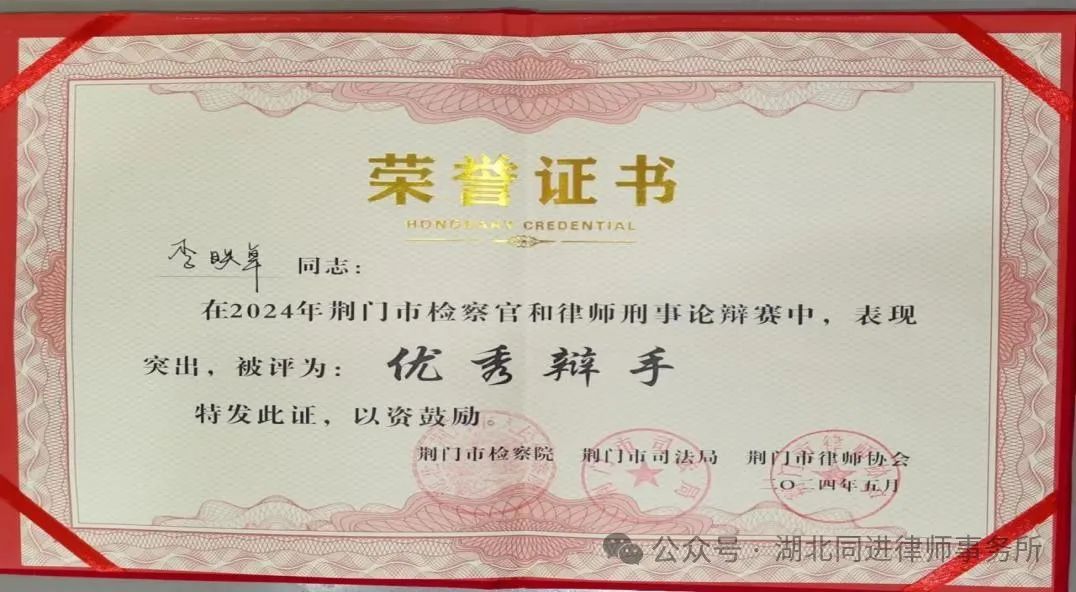 荣誉证书
HONORARY CREDENTIAL
李映卓 同志：
在2024年荆门市检察官和律师刑事论辩赛中，表现
突出，被评为：优秀辩手
特发此证，以资鼓励。
荆门市检察院 荆门市司法局 荆门市律师协会
二〇二四年五月
公众号·湖北同进律师事务所